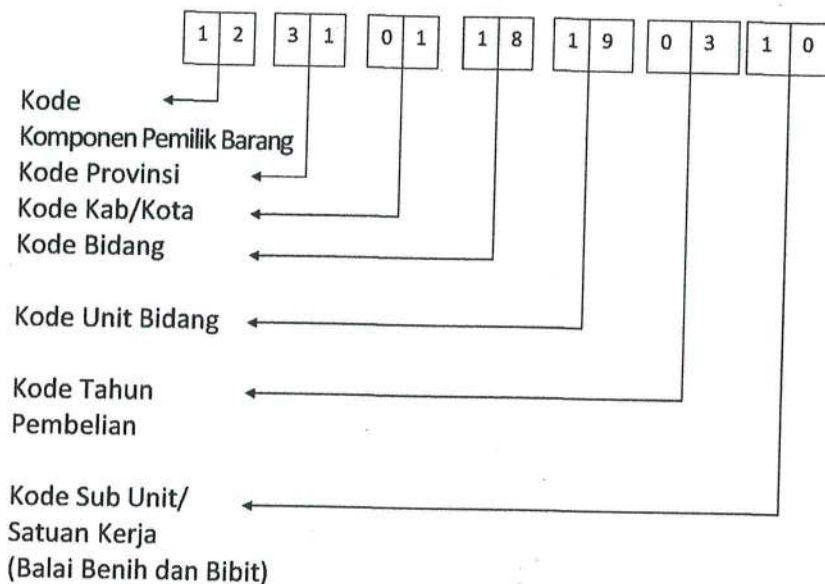 1 2 3 1 0 1 1 8 1 9 0 3 1 0
Kode
Komponen Pemilik Barang
Kode Provinsi
Kode Kab/Kota
Kode Bidang
Kode Unit Bidang
Kode Tahun
Pembelian
Kode Sub Unit/
Satuan Kerja
(Balai Benih dan Bibit)